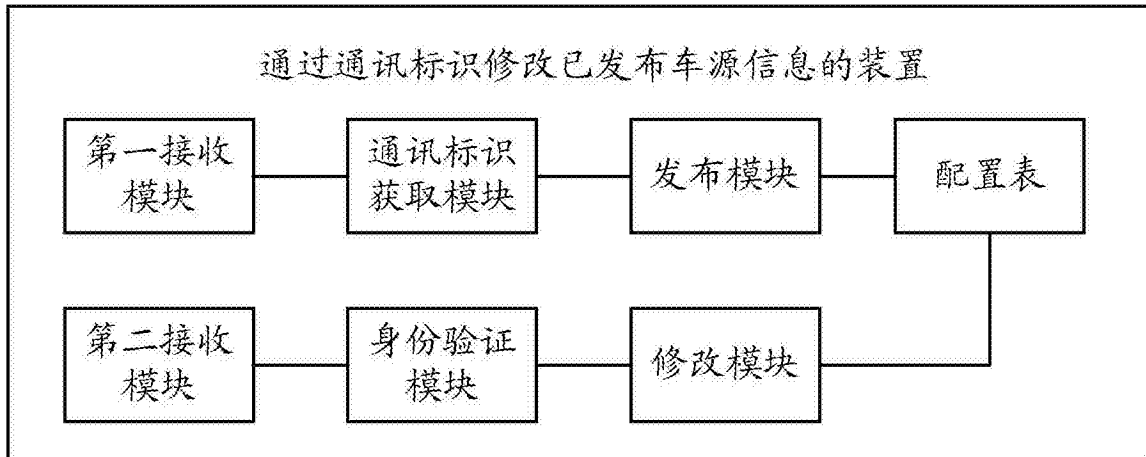 通过通讯标识修改已发布车源信息的装置
第一接收
模块
通讯标识
获取模块
发布模块
配置表
第二接收
模块
身份验证
模块
修改模块